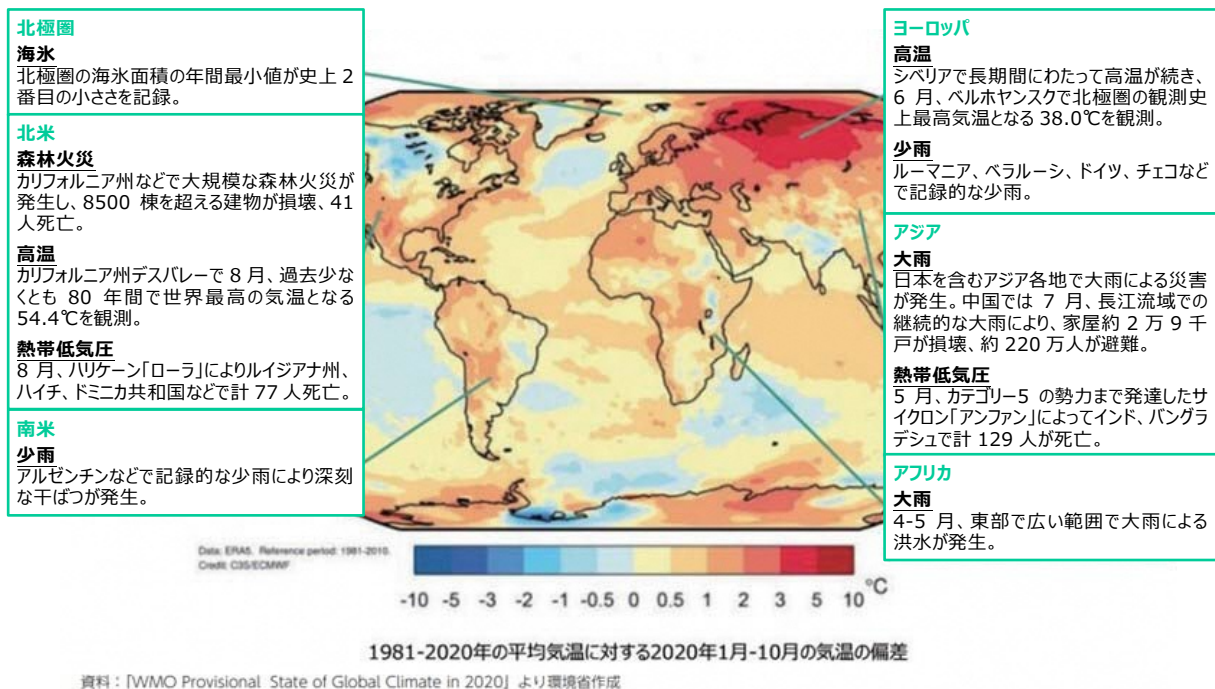 北極圏
海氷
北極圏の海氷面積の年間最小値が史上 2
番目の小ささを記録。
北米
森林火災
カリフォルニア州などで大規模な森林火災が
発生し、8500 棟を超える建物が損壊、41
人死亡。
高温
カリフォルニア州デスバレーで 8 月、過去少な
くとも 80 年間で世界最高の気温となる
54.4℃を観測。
熱帯低気圧
8 月、ハリケーン「ローラ」によりルイジアナ州、
ハイチ、ドミニカ共和国などで計 77 人死亡。
南米
少雨
アルゼンチンなどで記録的な少雨により深刻
な干ばつが発生。
ヨーロッパ
高温
シベリアで長期間にわたって高温が続き、
6 月、ベルホヤンスクで北極圏の観測史
上最高気温となる 38.0℃を観測。
少雨
ルーマニア、ベラルーシ、ドイツ、チェコなど
で記録的な少雨。
アジア
大雨
日本を含むアジア各地で大雨による災害
が発生。中国では 7 月、長江流域での
継続的な大雨により、家屋約 2 万 9 千
戸が損壊、約 220 万人が避難。
熱帯低気圧
5 月、カテゴリー5 の勢力まで発達したサ
イクロン「アンファン」によってインド、バングラ
デシュで計 129 人が死亡。
アフリカ
大雨
4-5 月、東部で広い範囲で大雨による
洪水が発生。
Data: ERA5. Reference period: 1981-2010.
Credit: C3S/ECMWF
-10 -5 -3 -2 -1 -0.5 0 0.5 1 2 3 5 10 °C
1981-2020年の平均気温に対する2020年1月-10月の気温の偏差
資料：「WMO Provisional State of Global Climate in 2020」より環境省作成